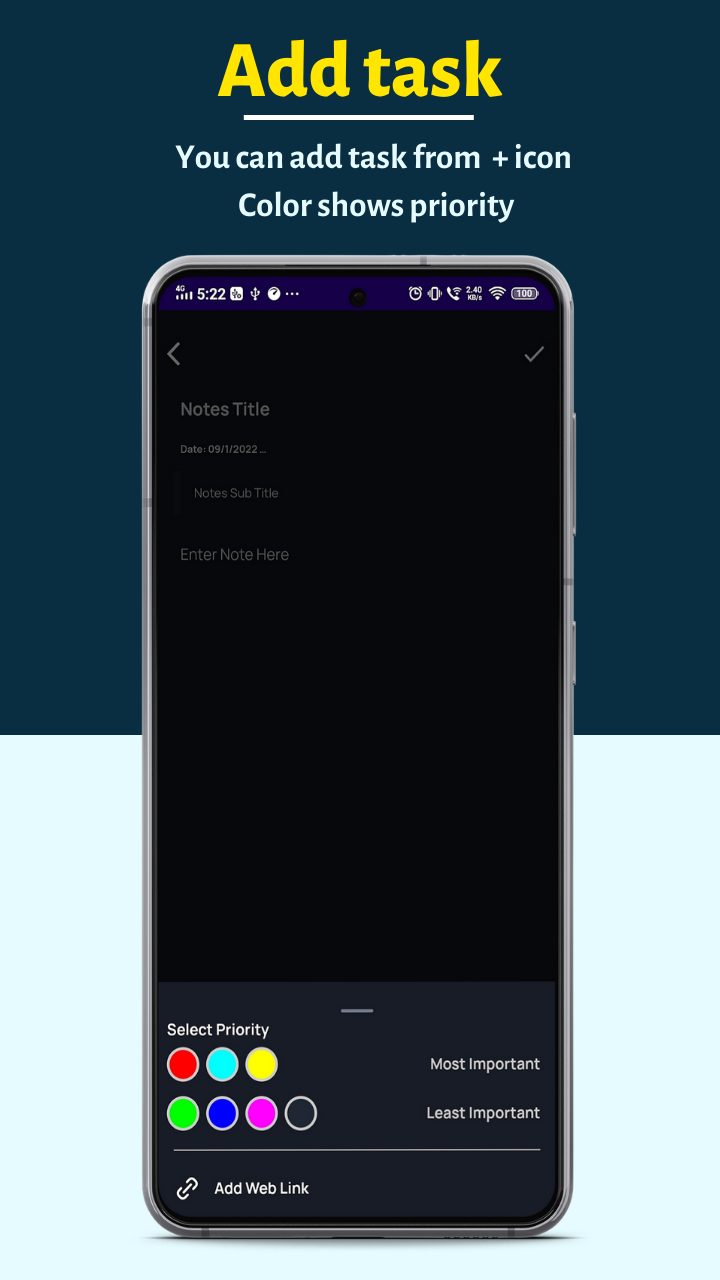 Add task
You can add task from + icon
Color shows priority
4G 5:22 2.40 KB/s 100
Notes Title
Date: 09/1/2022 ...
Notes Sub Title
Enter Note Here
Select Priority
Most Important
Least Important
Add Web Link